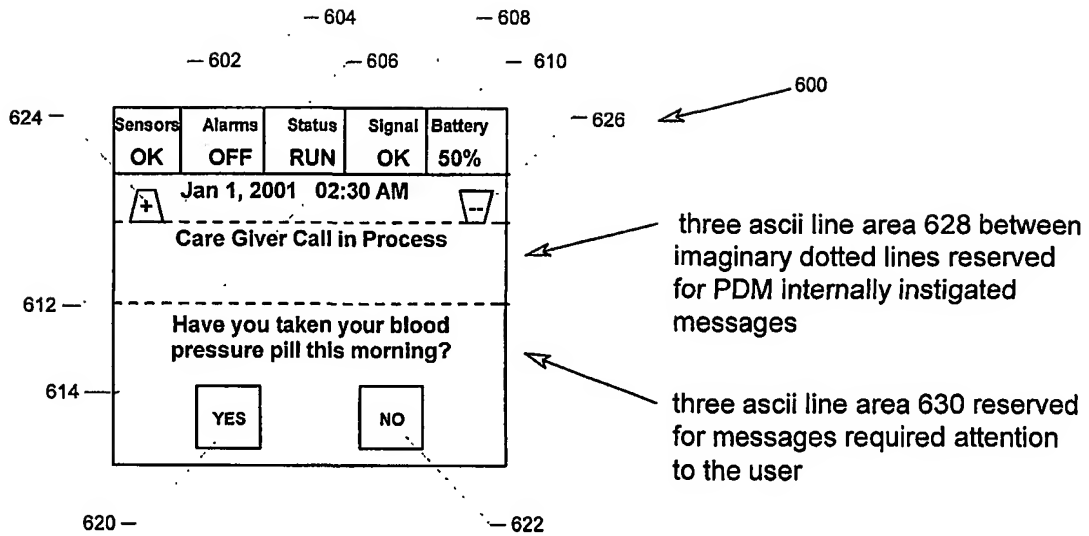 604
608
602
606
610
600
624
626
Sensors Alarms Status Signal Battery
OK OFF RUN OK 50%
Jan 1, 2001 02:30 AM
+
--
Care Giver Call in Process
three ascii line area 628 between
imaginary dotted lines reserved
for PDM internally instigated
messages
612
Have you taken your blood
pressure pill this morning?
614
YES
NO
three ascii line area 630 reserved
for messages required attention
to the user
620
622